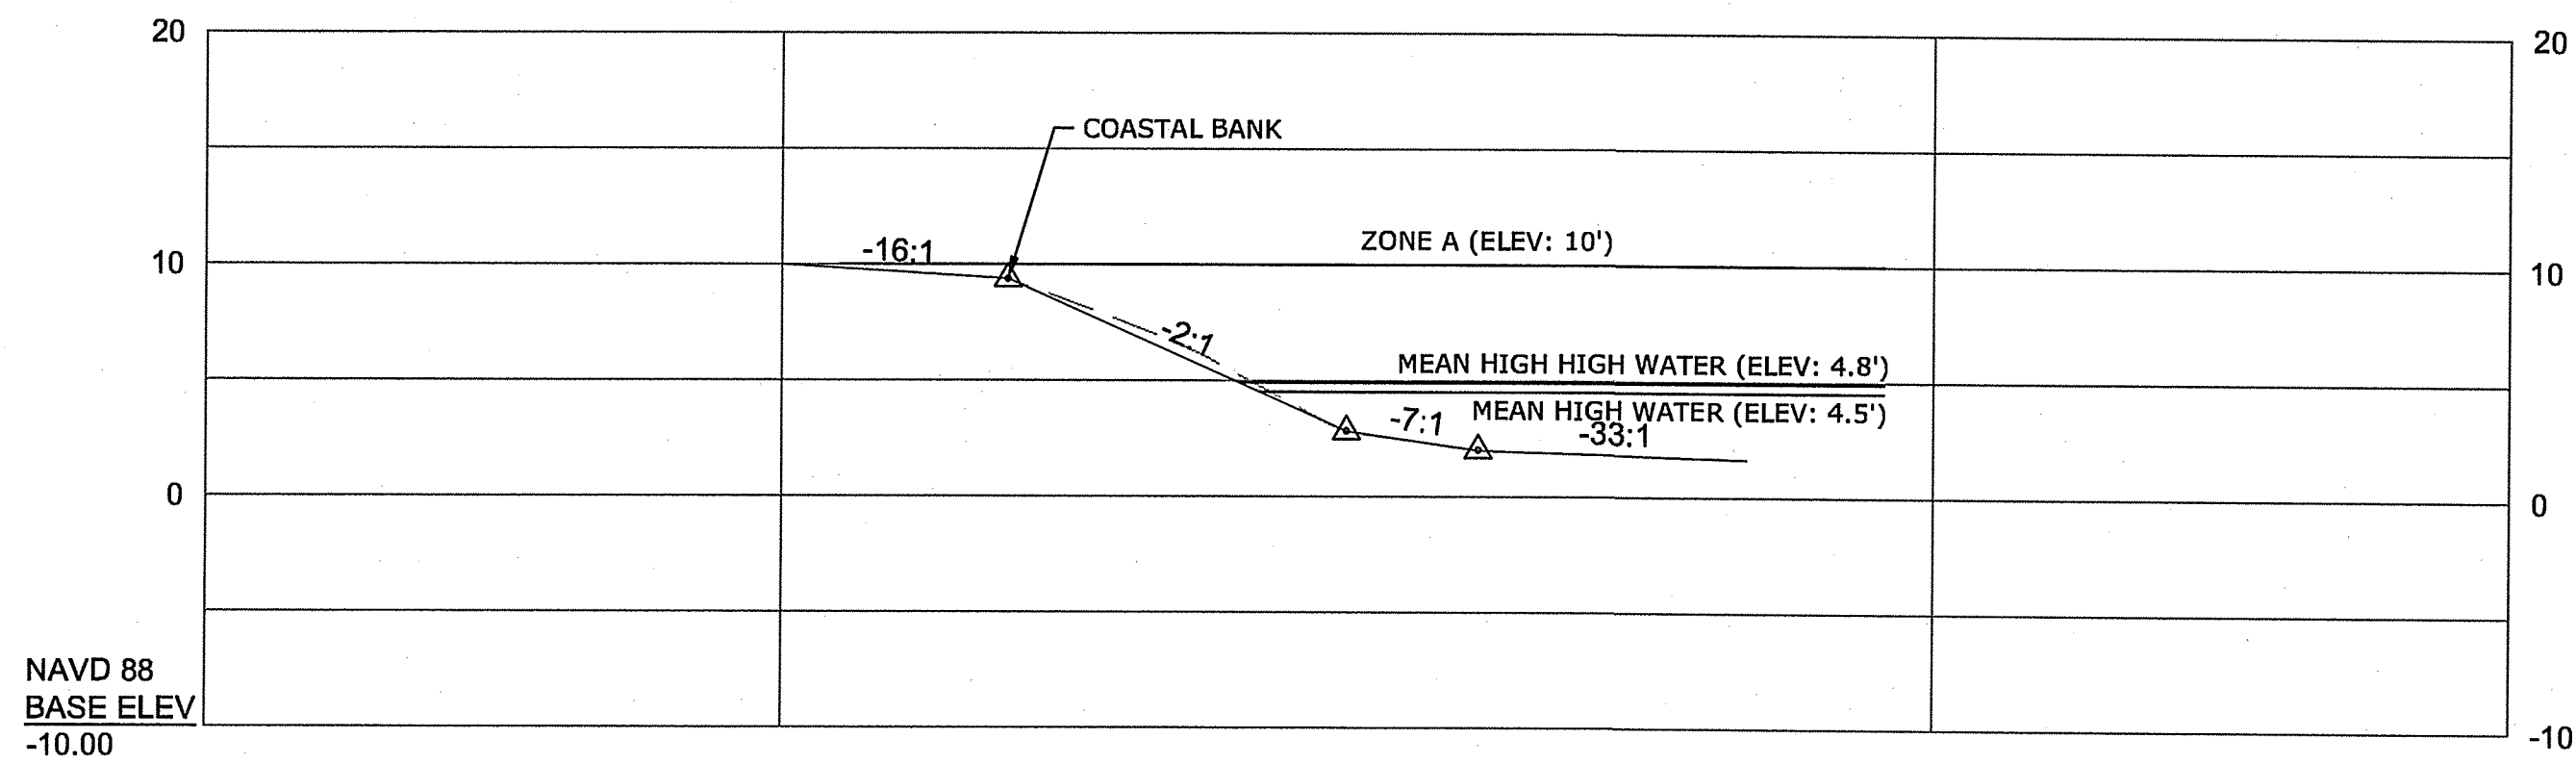 20
20
COASTAL BANK
ZONE A (ELEV: 10')
-16:1
10
10
-2:1
MEAN HIGH HIGH WATER (ELEV: 4.8')
MEAN HIGH WATER (ELEV: 4.5')
-7:1
-33:1
0
0
NAVD 88
BASE ELEV
-10.00
-10